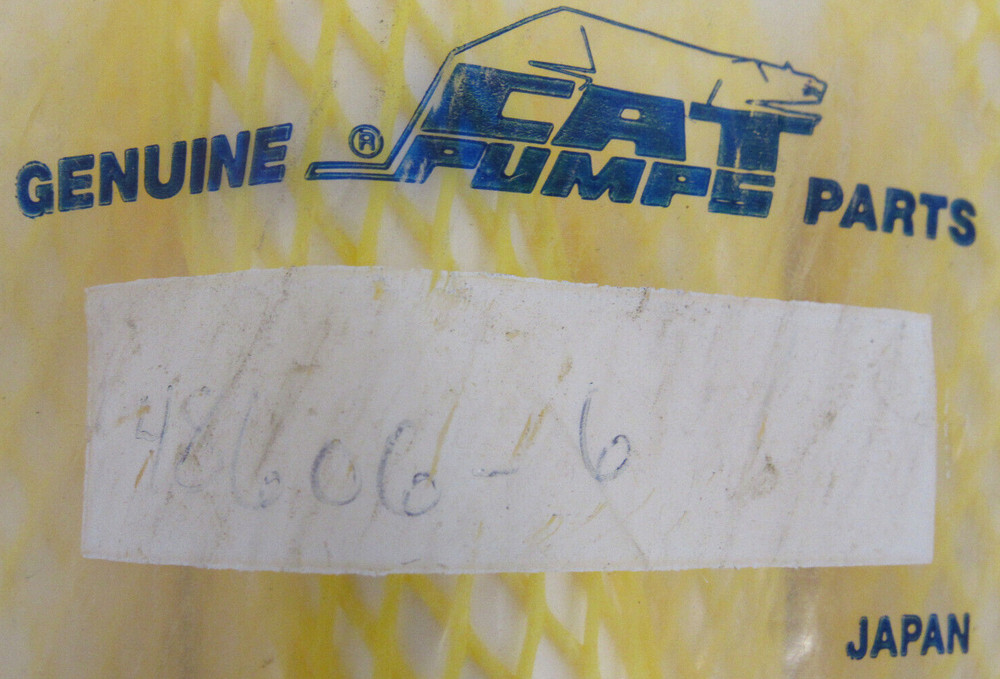 GENUINE ® CAT PUMPS PARTS
48606-6
JAPAN